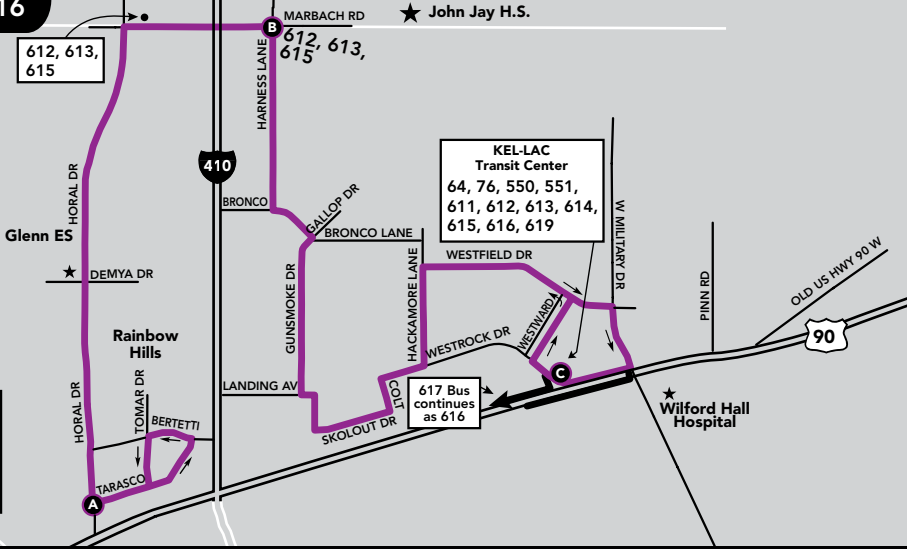 16
MARBACH RD
John Jay H.S.
B
612, 613,
615
612, 613,
615
HARNESS LANE
410
HORAL DR
KEL-LAC
Transit Center
64, 76, 550, 551,
611, 612, 613, 614,
615, 616, 619
BRONCO
GALLOP DR
W MILITARY DR
Glenn ES
BRONCO LANE
WESTFIELD DR
OLD US HWY 90 W
DEMYA DR
PINN RD
GUNSMOKE DR
HACKAMORE LANE
WESTWARD
90
Rainbow
Hills
WESTROCK DR
C
LANDING AV
COLT
617 Bus
continues
as 616
Wilford Hall
Hospital
HORAL DR
TOMAR DR
BERTETTI
SKOLOUT DR
TARASCO
A